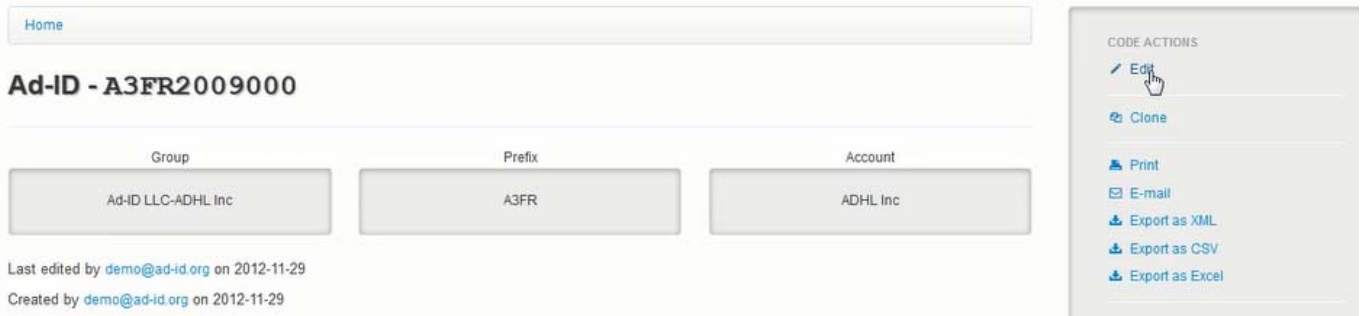 Home
Ad-ID - A3FR2009000
Group
Prefix
Account
Ad-ID LLC-ADHL Inc
A3FR
ADHL Inc
Last edited by demo@ad-id.org on 2012-11-29
Created by demo@ad-id.org on 2012-11-29
CODE ACTIONS
Edit
Clone
Print
E-mail
Export as XML
Export as CSV
Export as Excel